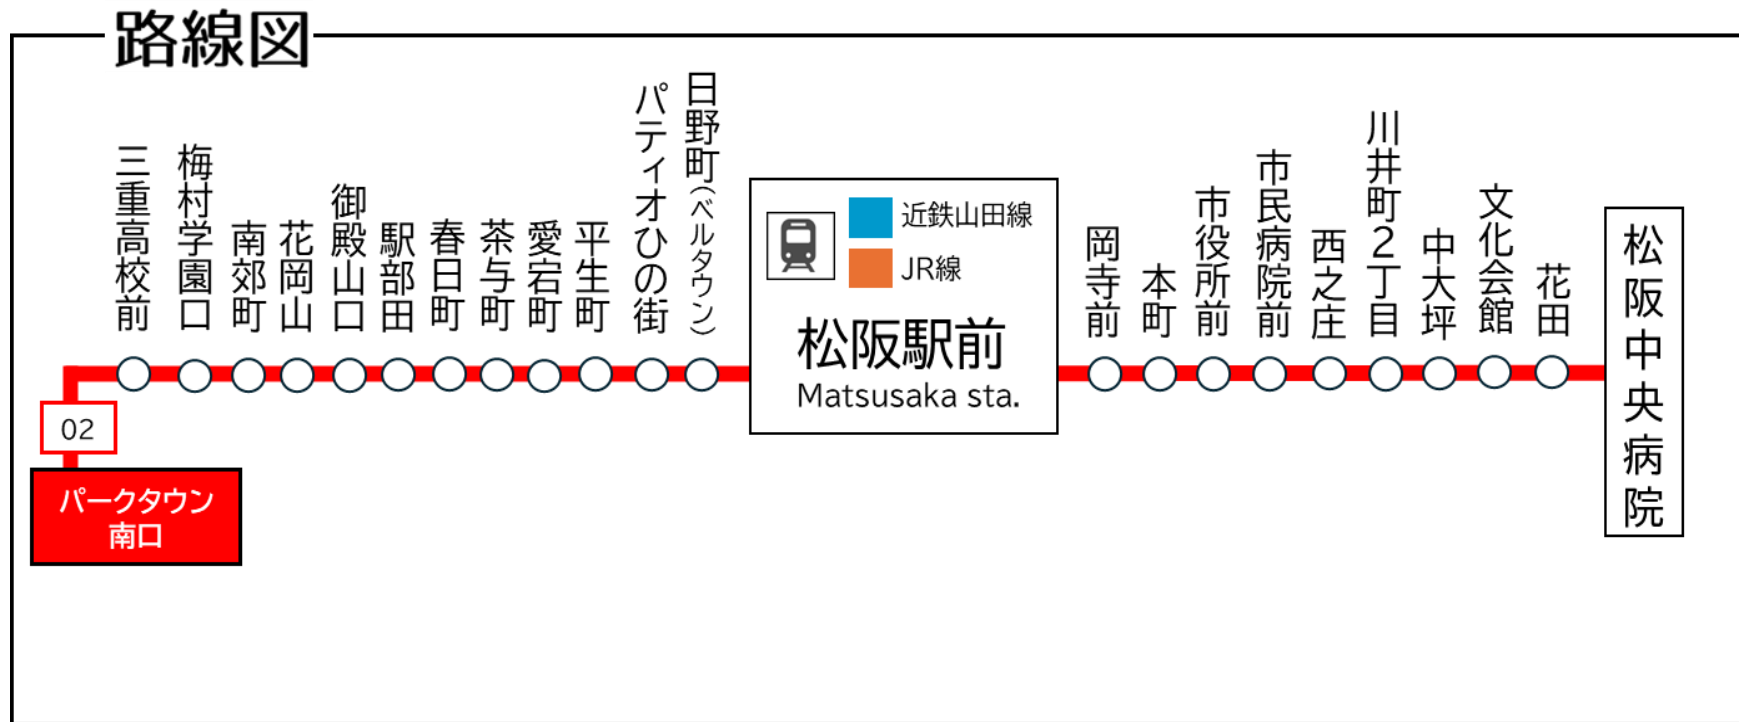 路線図
三重高校前
梅村学園口
南郊町
花岡山
御殿山口
駅部田
春日町
茶与町
愛宕町
平生町
パティオひの街
日野町(ベルタウン)
近鉄山田線
JR線
松阪駅前
Matsusaka sta.
岡寺前
本町
市役所前
市民病院前
西之庄
川井町2丁目
中大坪
文化会館
花田
松阪中央病院
02
パークタウン
南口